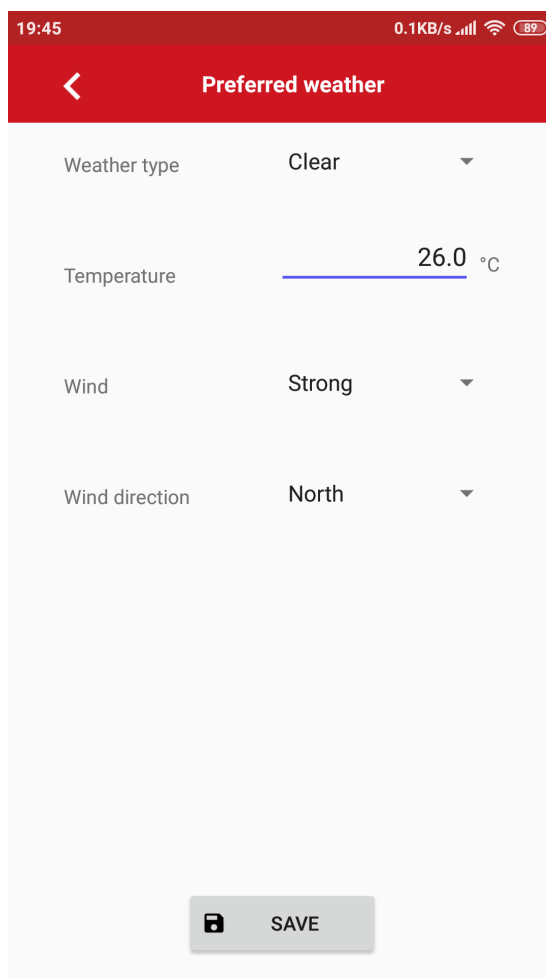 19:45 0.1KB/s 89
Preferred weather
Weather type Clear
Temperature 26.0 °C
Wind Strong
Wind direction North
SAVE